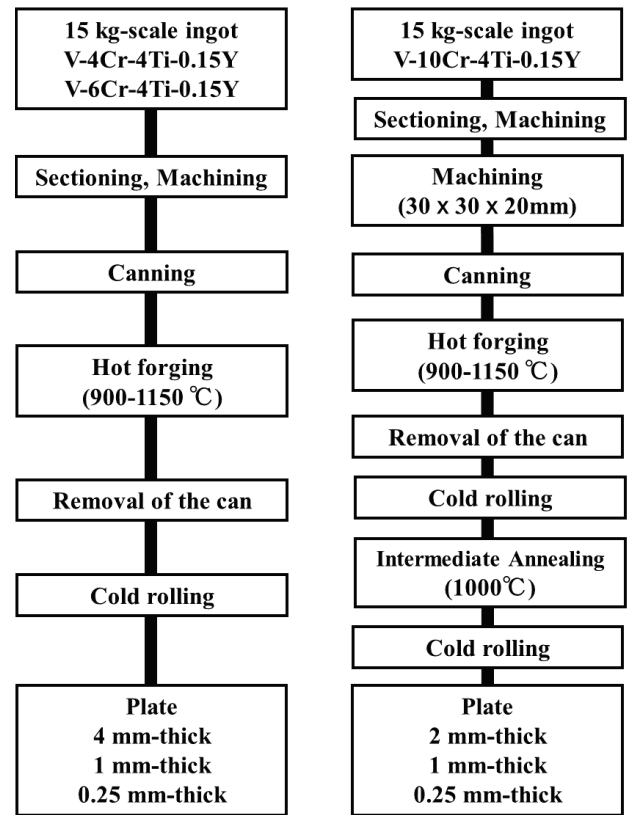 15 kg-scale ingot
V-4Cr-4Ti-0.15Y
V-6Cr-4Ti-0.15Y
Sectioning, Machining
Canning
Hot forging
(900-1150 ℃)
Removal of the can
Cold rolling
Plate
4 mm-thick
1 mm-thick
0.25 mm-thick
15 kg-scale ingot
V-10Cr-4Ti-0.15Y
Sectioning, Machining
Machining
(30 x 30 x 20mm)
Canning
Hot forging
(900-1150 ℃)
Removal of the can
Cold rolling
Intermediate Annealing
(1000℃)
Cold rolling
Plate
2 mm-thick
1 mm-thick
0.25 mm-thick